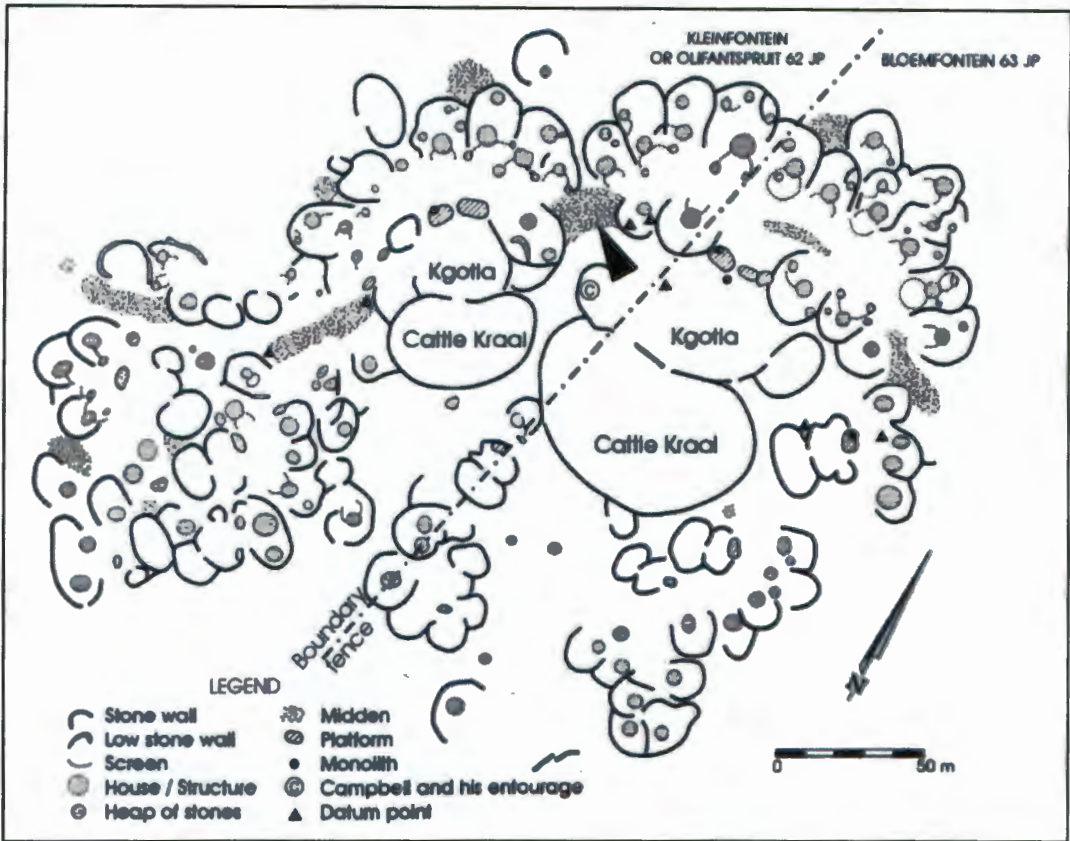 KLEINFONTEIN
OR OLIFANTSPRUIT 62 JP
BLOEMFONTEIN 63 JP
Kgotla
Cattle Kraal
C
Kgotla
Cattle Kraal
Boundary
fence
N
LEGEND
Stone wall
Low stone wall
Screen
House / Structure
Heap of stones
Midden
Platform
Monolith
C Campbell and his entourage
Datum point
0 50 m